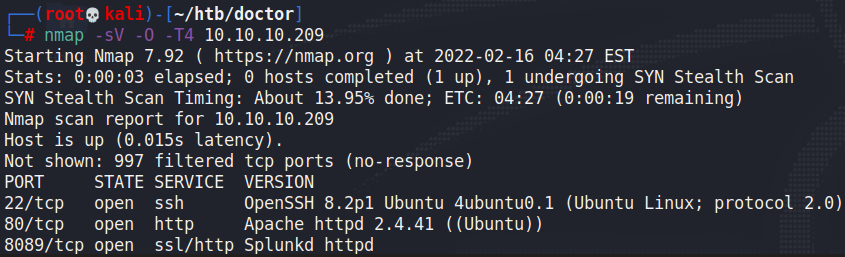 ┌──(root💀kali)-[~/htb/doctor]
└─# nmap -sV -O -T4 10.10.10.209
Starting Nmap 7.92 ( https://nmap.org ) at 2022-02-16 04:27 EST
Stats: 0:00:03 elapsed; 0 hosts completed (1 up), 1 undergoing SYN Stealth Scan
SYN Stealth Scan Timing: About 13.95% done; ETC: 04:27 (0:00:19 remaining)
Nmap scan report for 10.10.10.209
Host is up (0.015s latency).
Not shown: 997 filtered tcp ports (no-response)
PORT     STATE SERVICE  VERSION
22/tcp   open  ssh      OpenSSH 8.2p1 Ubuntu 4ubuntu0.1 (Ubuntu Linux; protocol 2.0)
80/tcp   open  http     Apache httpd 2.4.41 ((Ubuntu))
8089/tcp open  ssl/http Splunkd httpd